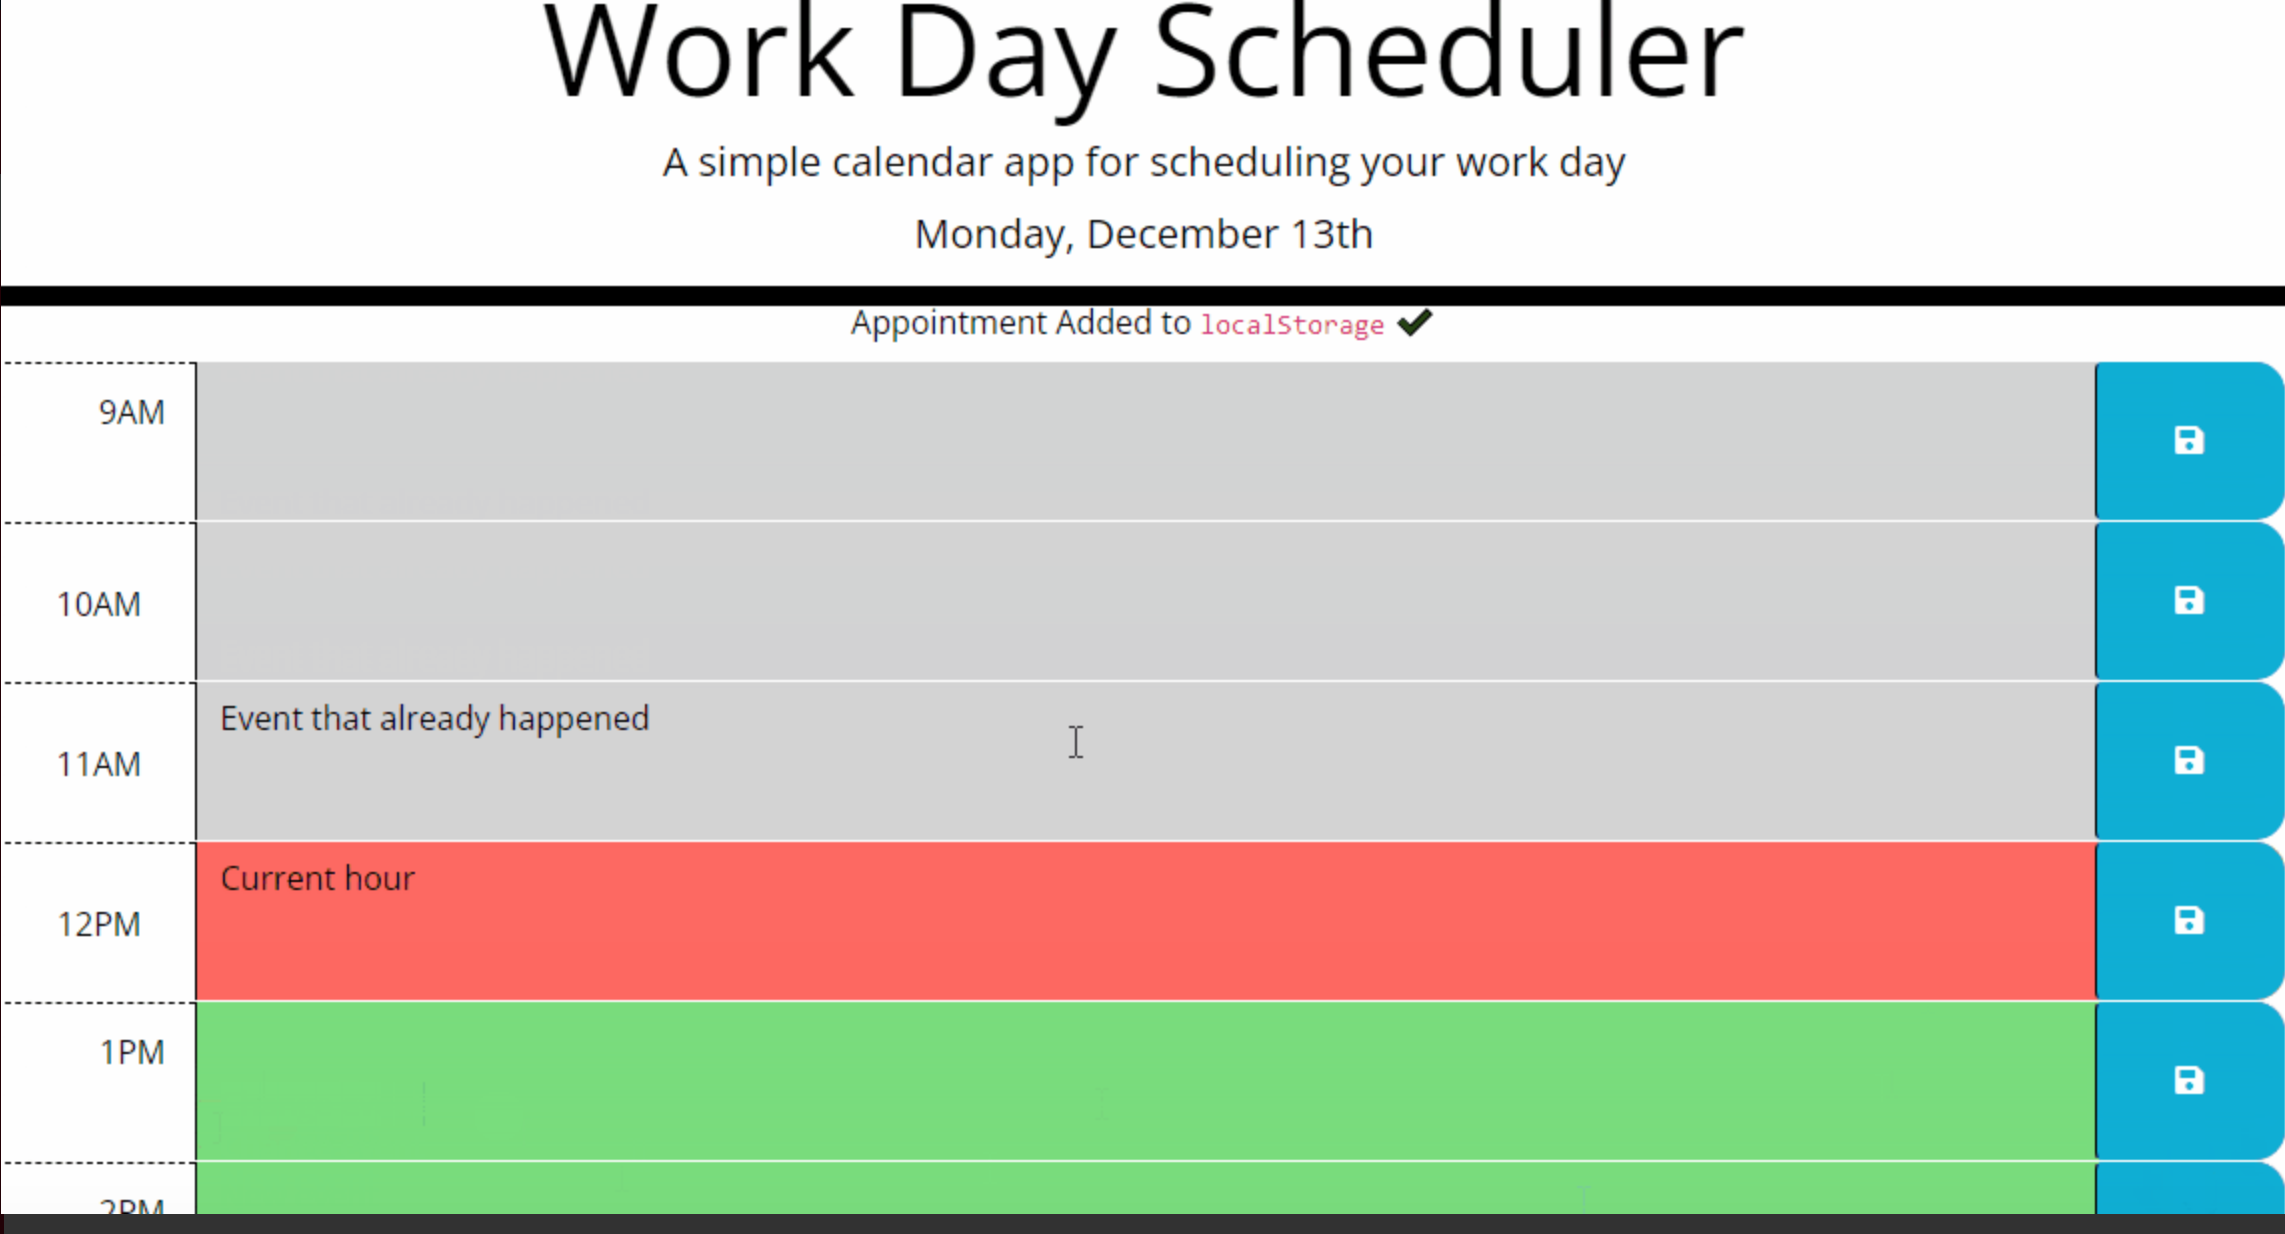 Work Day Scheduler
A simple calendar app for scheduling your work day
Monday, December 13th
Appointment Added to localStorage ✔
9AM
10AM
Event that already happened
11AM
Current hour
12PM
1PM
2PM